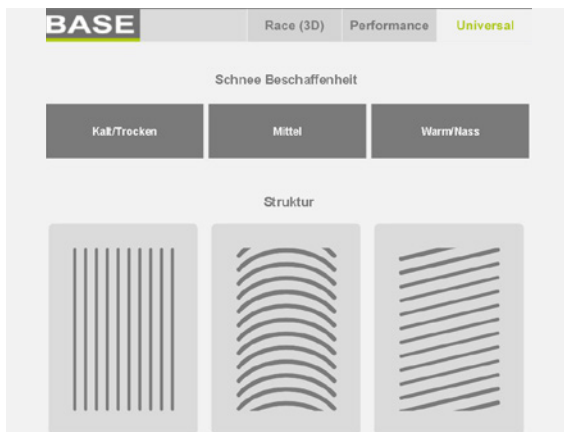 BASE Race (3D) Performance Universal
Schnee Beschaffenheit
Kalt/Trocken Mittel Warm/Nass
Struktur